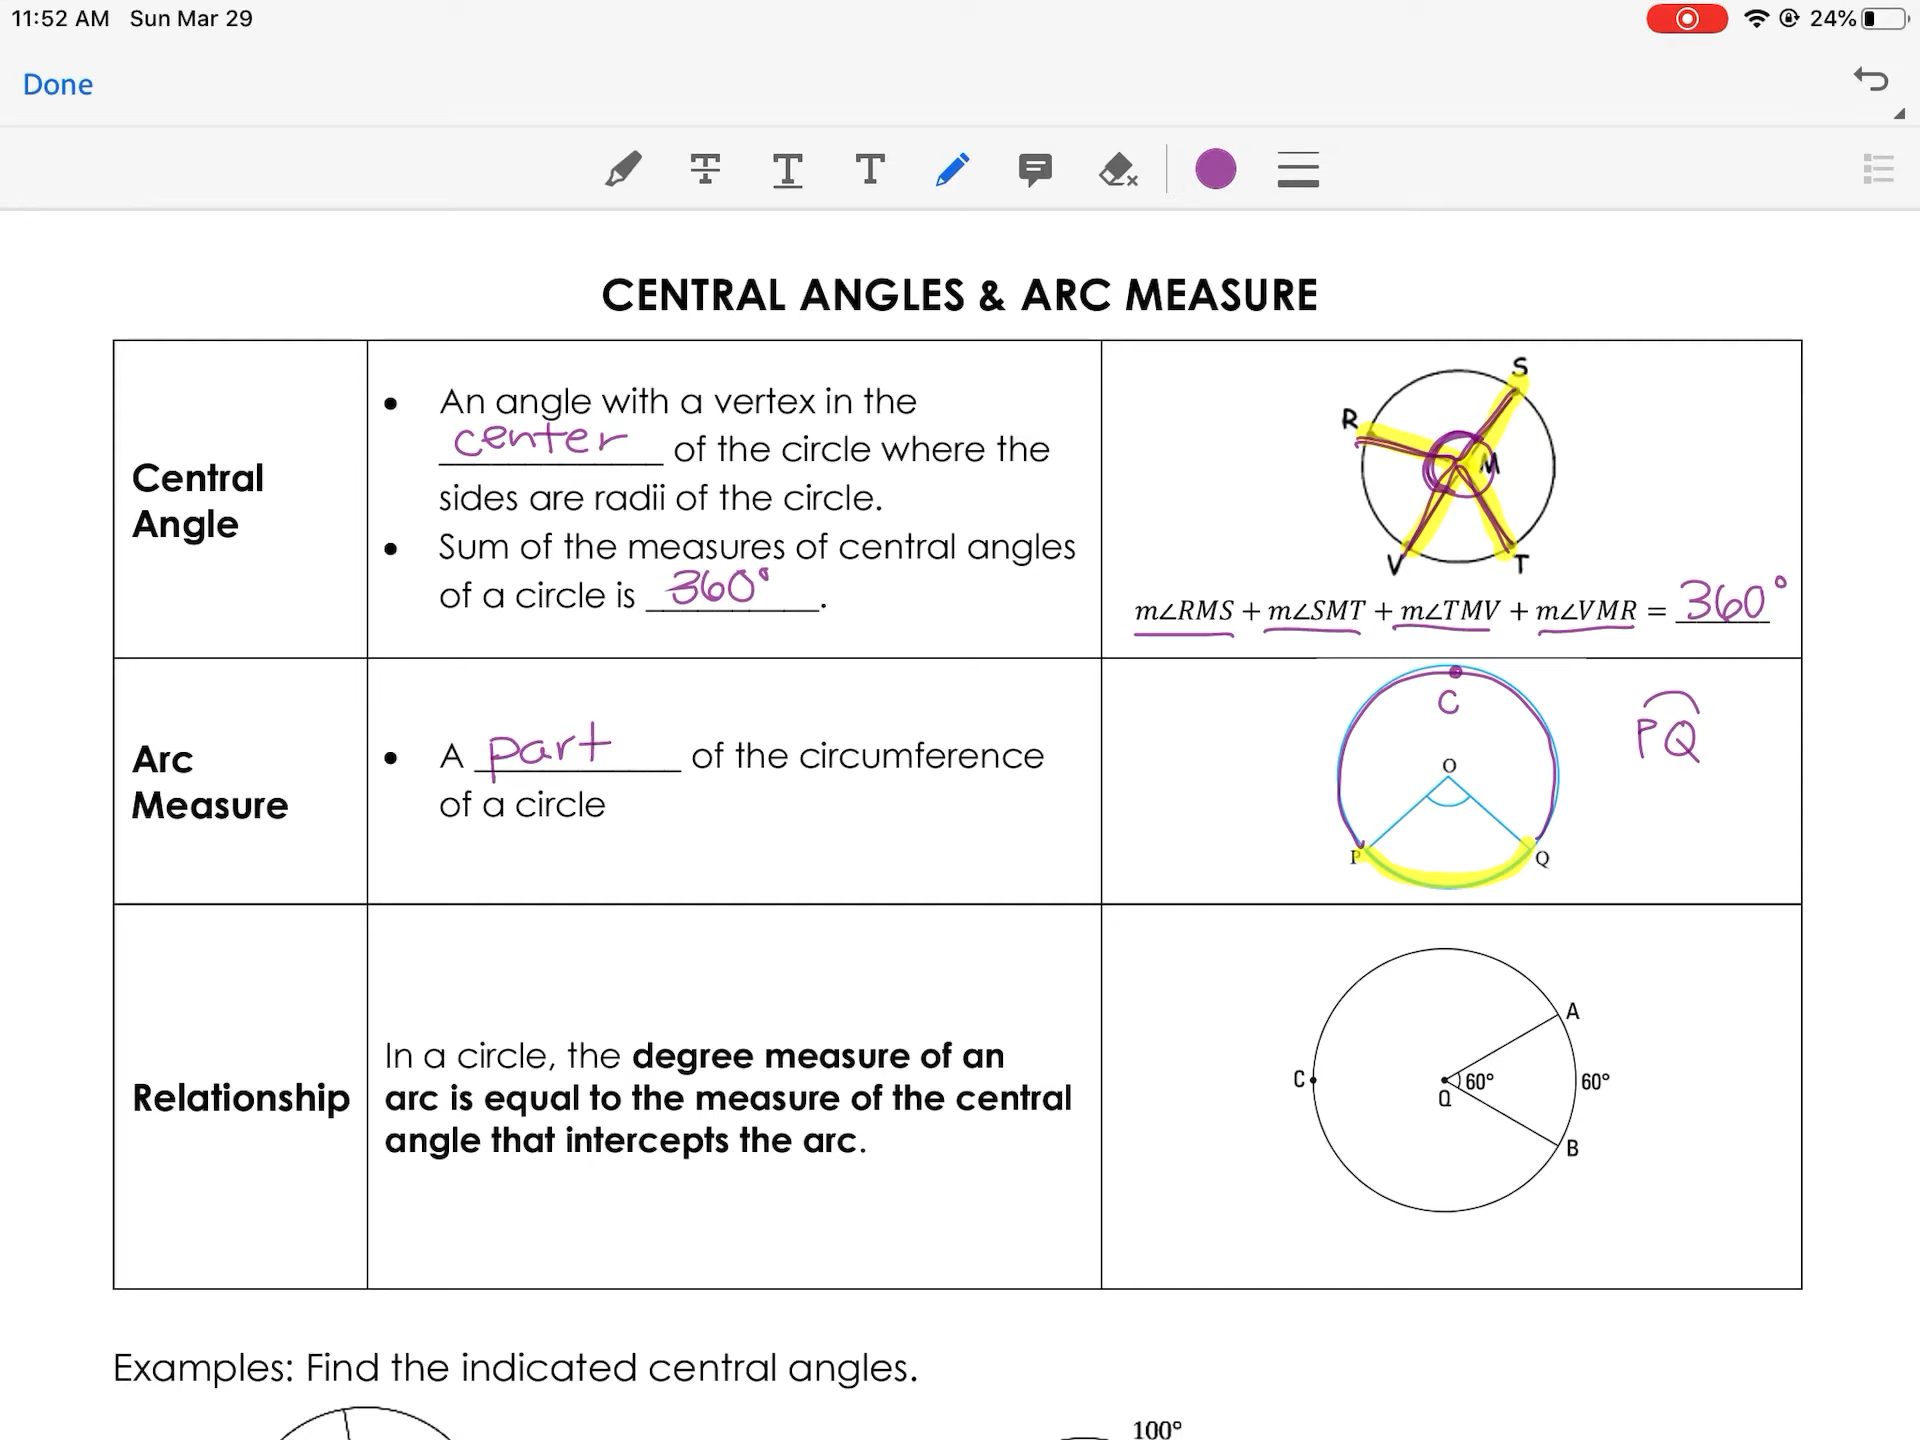 11:52 AM Sun Mar 29
24%
Done
CENTRAL ANGLES & ARC MEASURE
Central
Angle
• An angle with a vertex in the
center of the circle where the
sides are radii of the circle.
• Sum of the measures of central angles
of a circle is 360°.
R
S
M
V
T
m∠RMS + m∠SMT + m∠TMV + m∠VMR = 360°
Arc
Measure
• A part of the circumference
of a circle
C
O
P
Q
PQ
Relationship
In a circle, the degree measure of an
arc is equal to the measure of the central
angle that intercepts the arc.
A
C
60°
60°
Q
B
Examples: Find the indicated central angles.
100°